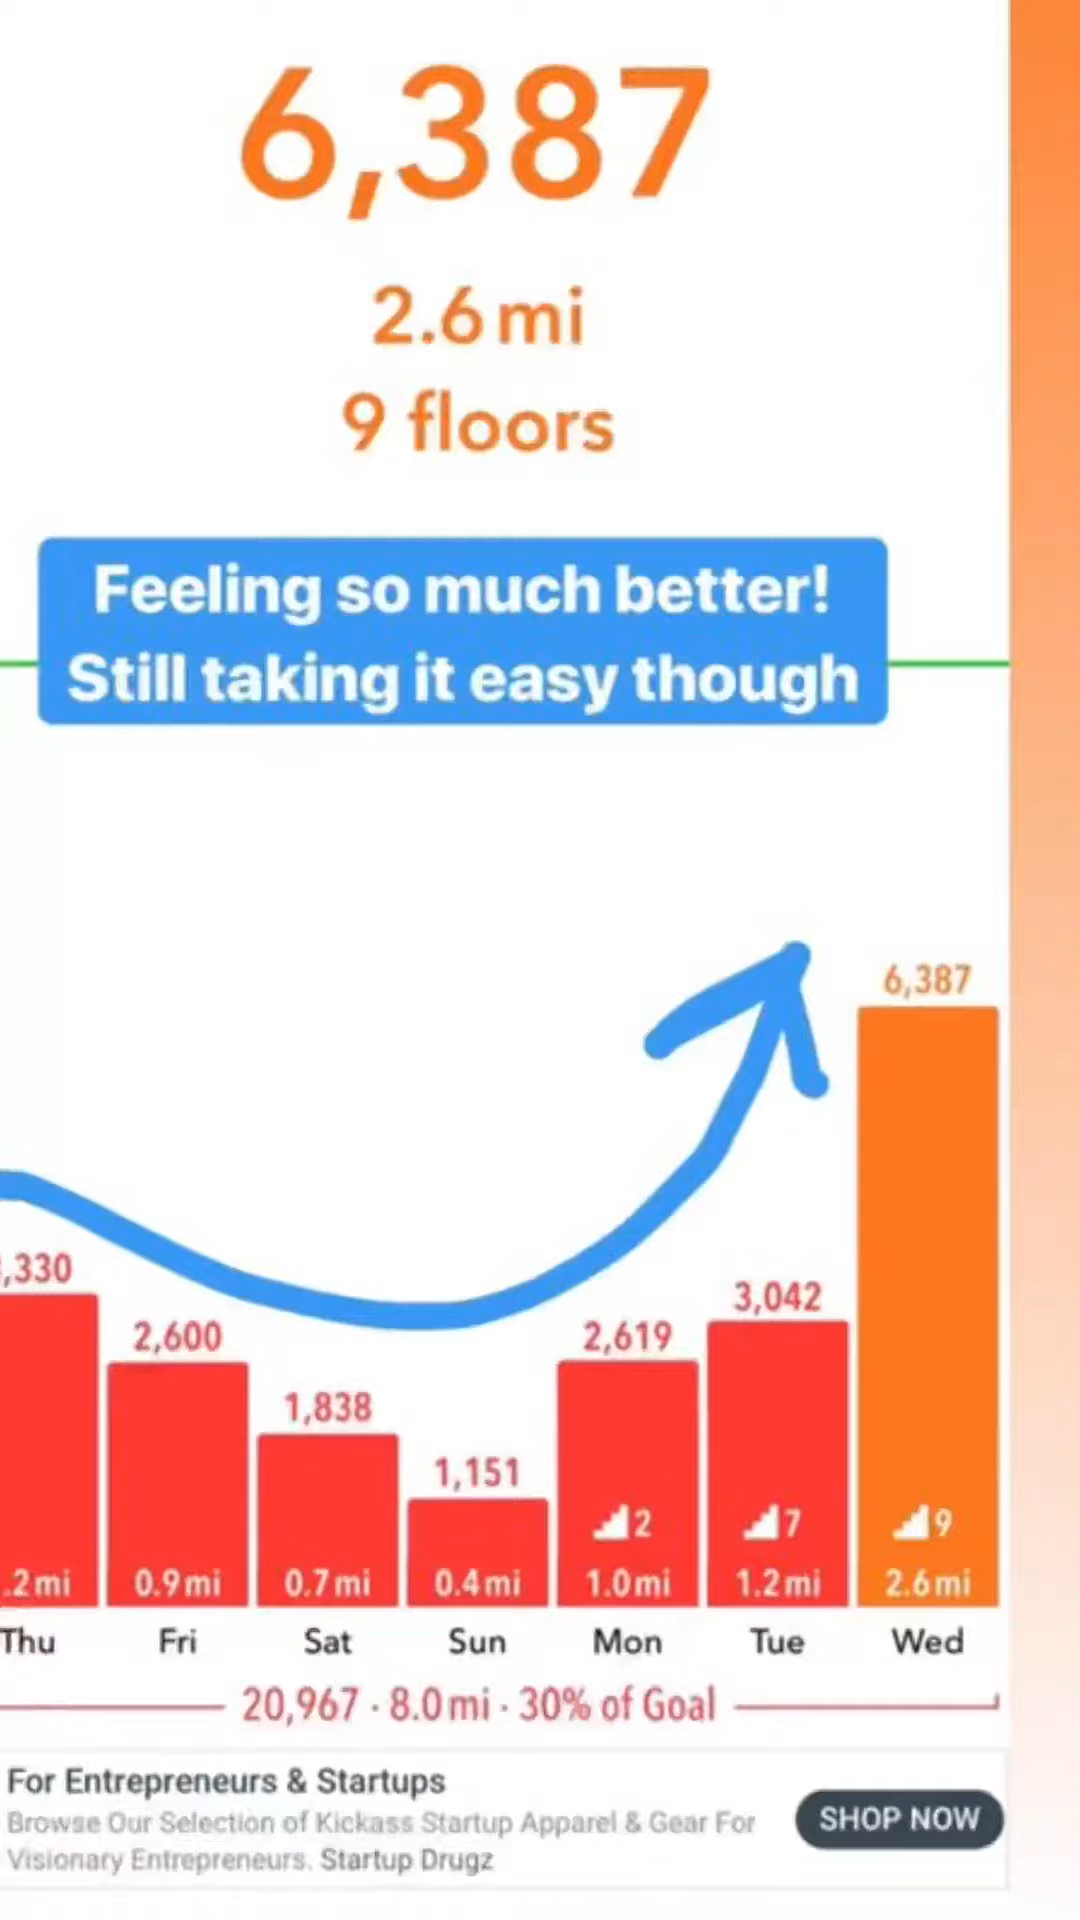 6,387
2.6 mi
9 floors
Feeling so much better!
Still taking it easy though
6,387
,330
2,600
1,838
1,151
2,619
3,042
2
7
9
.2 mi
0.9 mi
0.7 mi
0.4 mi
1.0 mi
1.2 mi
2.6 mi
Thu
Fri
Sat
Sun
Mon
Tue
Wed
20,967 · 8.0 mi · 30% of Goal
For Entrepreneurs & Startups
Browse Our Selection of Kickass Startup Apparel & Gear For
Visionary Entrepreneurs. Startup Drugz
SHOP NOW